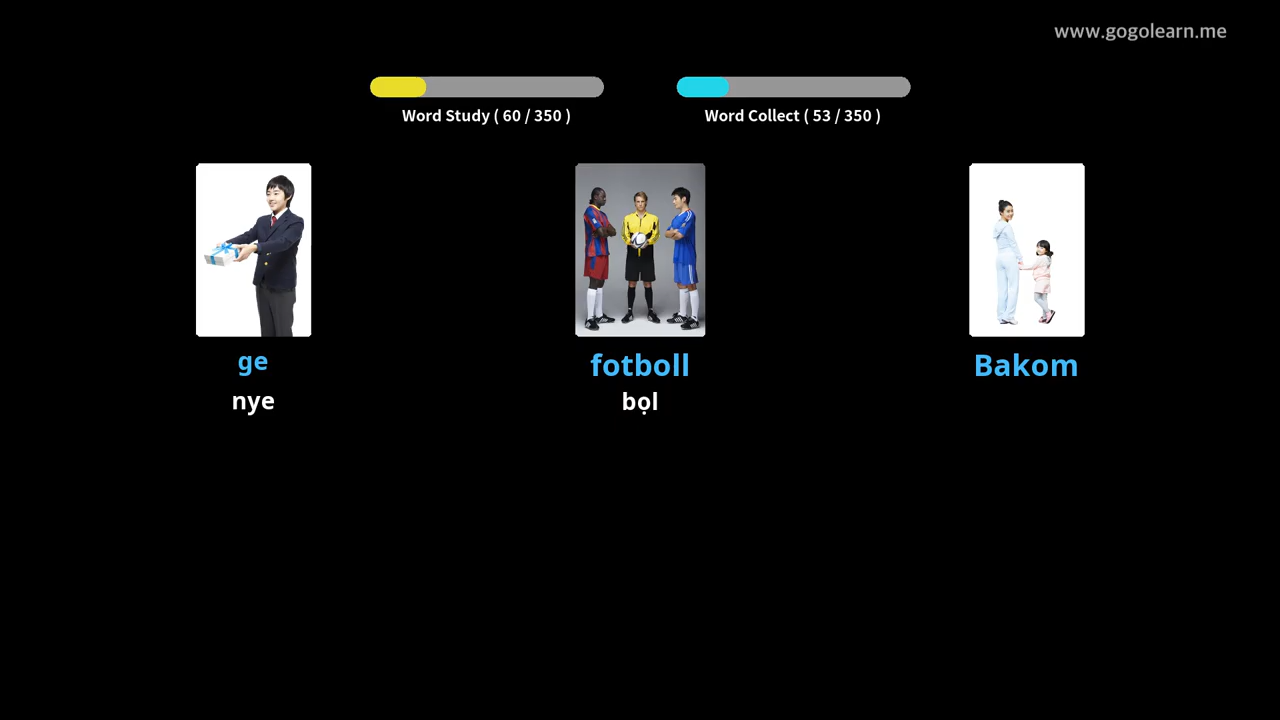 www.gogolearn.me
Word Study ( 60 / 350 )
Word Collect ( 53 / 350 )
ge
nye
fotboll
bọl
Bakom